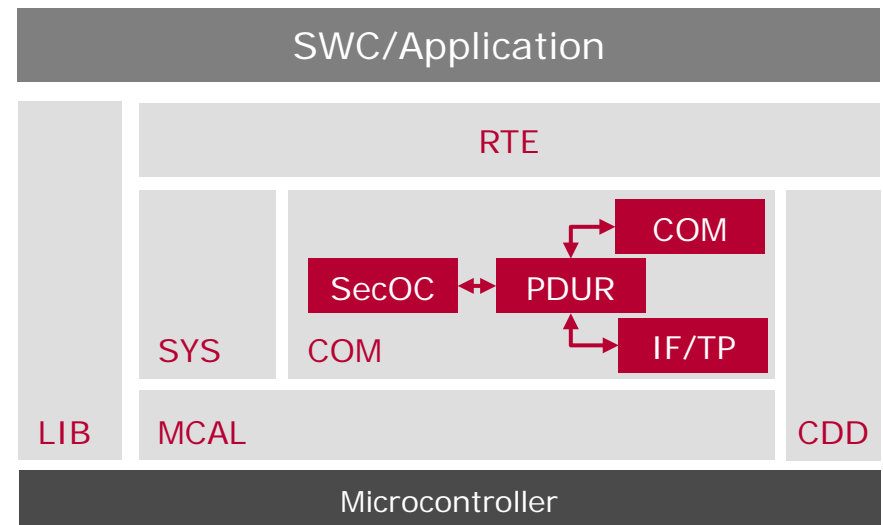 SWC/Application
RTE
COM
SecOC
PDUR
IF/TP
SYS
COM
LIB
MCAL
CDD
Microcontroller